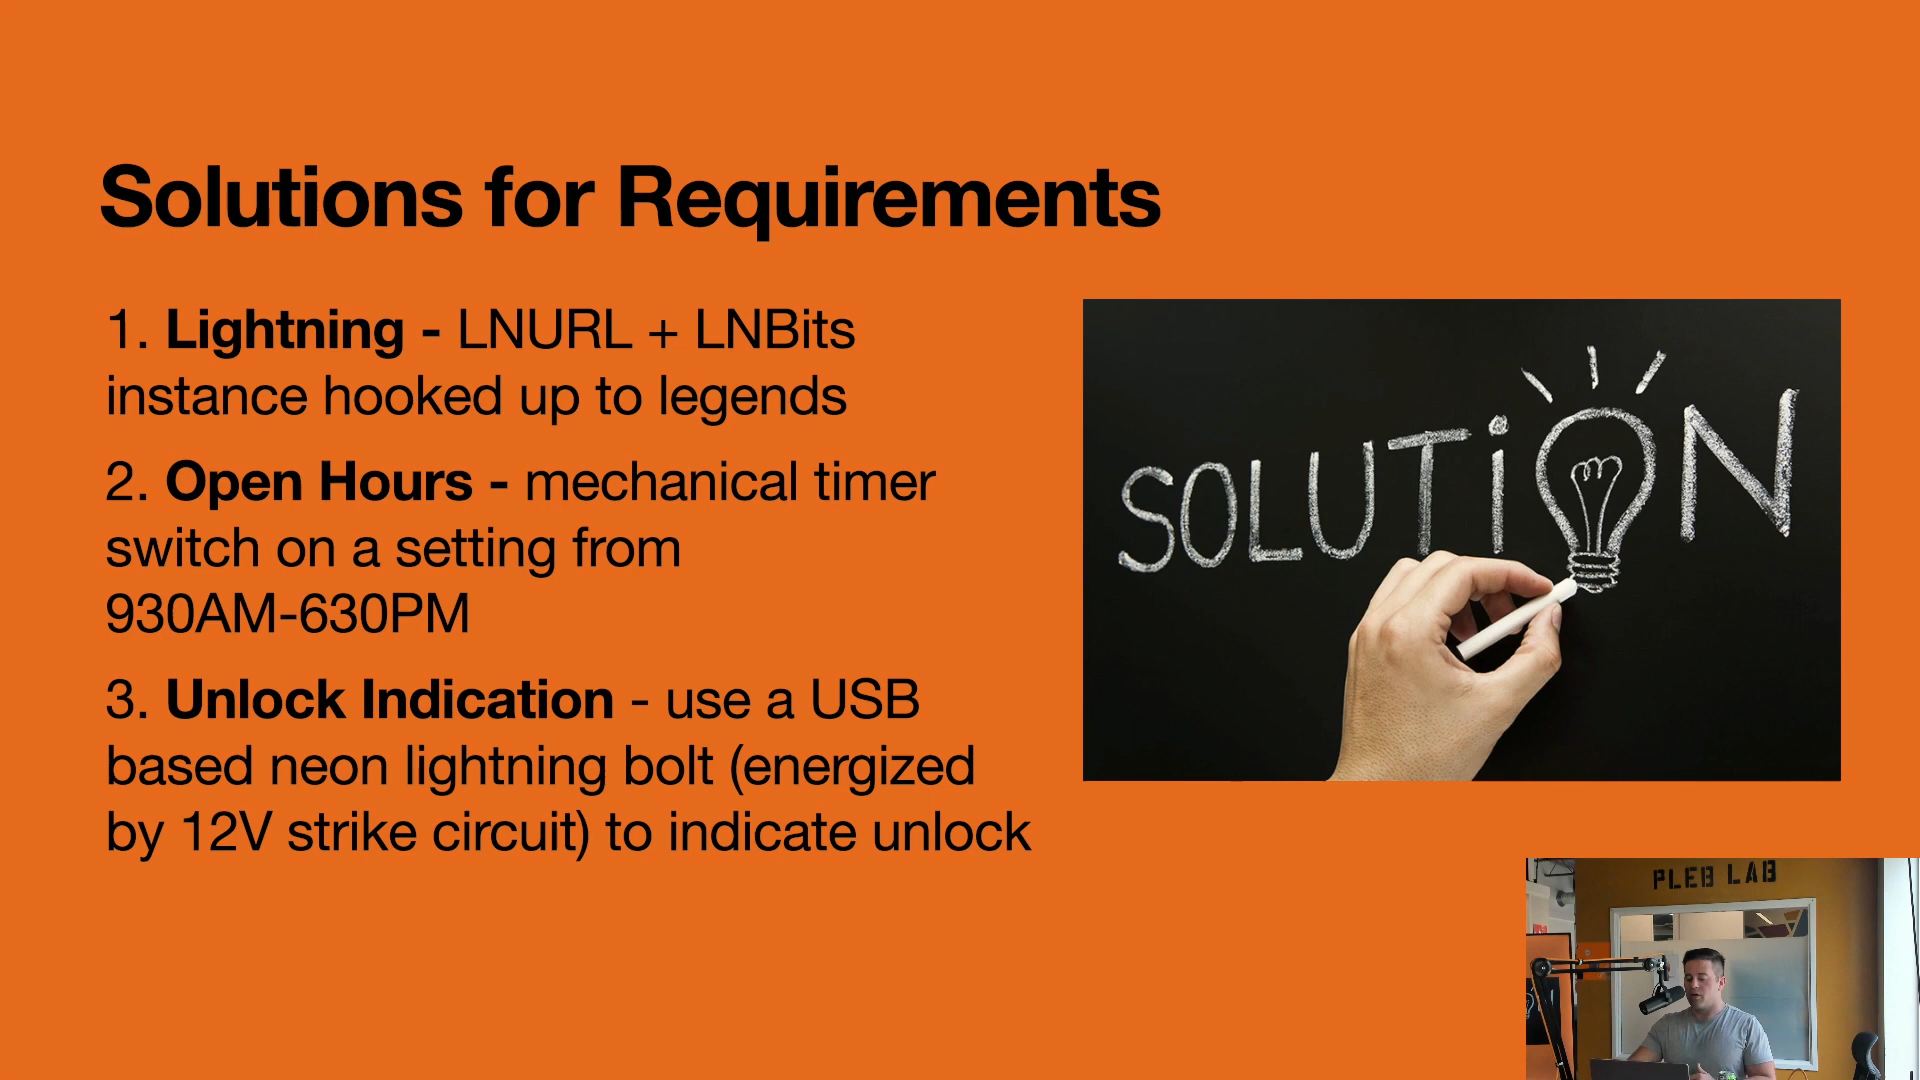 Solutions for Requirements
1. Lightning - LNURL + LNBits
instance hooked up to legends
2. Open Hours - mechanical timer
switch on a setting from
930AM-630PM
3. Unlock Indication - use a USB
based neon lightning bolt (energized
by 12V strike circuit) to indicate unlock
SOLUTiON
PLEB LAB